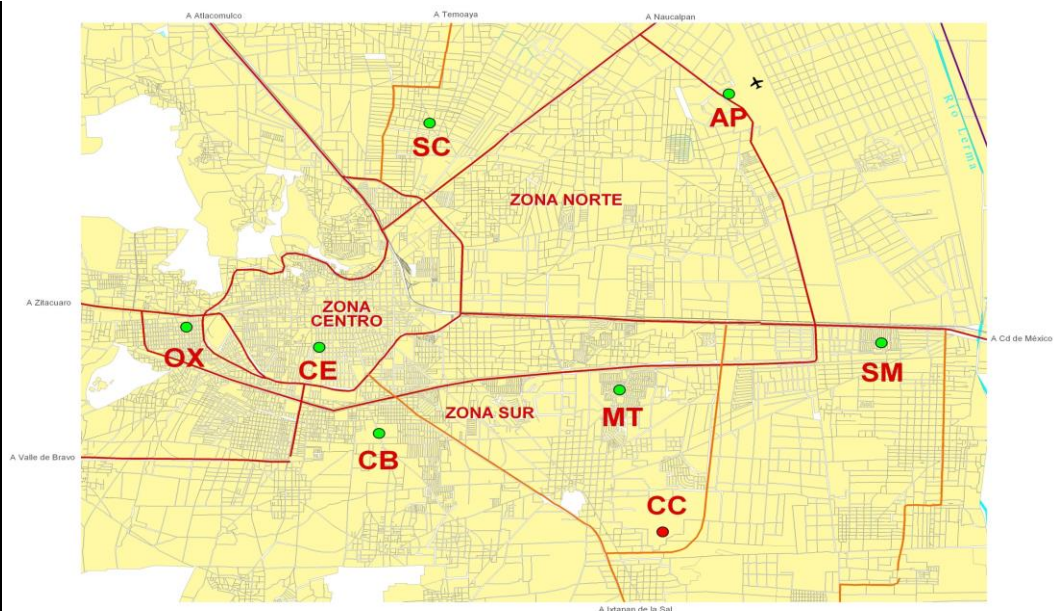 A Atlacomulco
A Temoaya
A Naucalpan
AP
SC
Río Lerma
ZONA NORTE
A Zitacuaro
ZONA
CENTRO
A Cd de México
OX
CE
SM
ZONA SUR
MT
A Valle de Bravo
CB
CC
A Ixtapan de la Sal